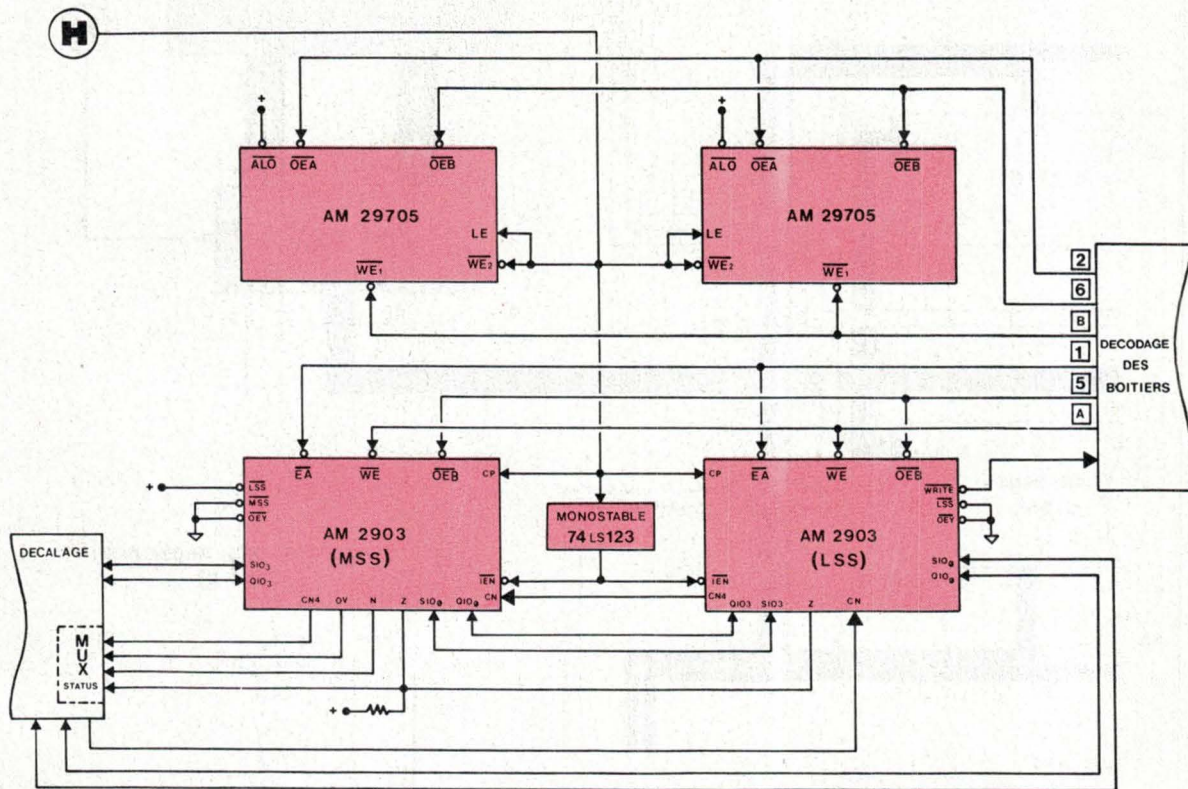 H
+
ALO
OEA
OEB
AM 29705
LE
WE2
WE1
+
ALO
OEA
OEB
AM 29705
LE
WE2
WE1
2
6
B
1
5
A
DECODAGE
DES
BOITIERS
EA
WE
OEB
CP
+
LSS
MSS
OEY
AM 2903
(MSS)
SIO3
QIO3
IEN
CN
CN4 OV N Z SIO0 QIO0
MONOSTABLE
74 LS123
CP
EA
WE
OEB
WRITE
LSS
OEY
AM 2903
(LSS)
SIO0
QIO0
IEN
CN4
QIO3 SIO3 Z CN
DECALAGE
MUX
STATUS
+